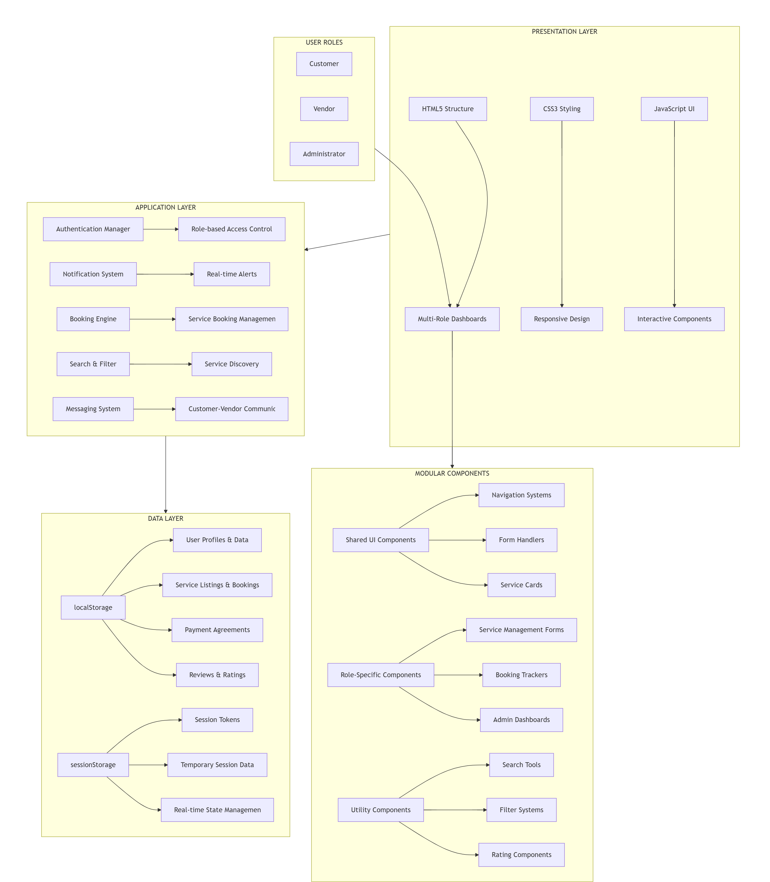 USER ROLES
Customer
Vendor
Administrator
PRESENTATION LAYER
HTML5 Structure
CSS3 Styling
JavaScript UI
Multi-Role Dashboards
Responsive Design
Interactive Components
APPLICATION LAYER
Authentication Manager
Role-based Access Control
Notification System
Real-time Alerts
Booking Engine
Service Booking Managemen
Search & Filter
Service Discovery
Messaging System
Customer-Vendor Communic
DATA LAYER
localStorage
User Profiles & Data
Service Listings & Bookings
Payment Agreements
Reviews & Ratings
sessionStorage
Session Tokens
Temporary Session Data
Real-time State Managemen
MODULAR COMPONENTS
Shared UI Components
Navigation Systems
Form Handlers
Service Cards
Role-Specific Components
Service Management Forms
Booking Trackers
Admin Dashboards
Utility Components
Search Tools
Filter Systems
Rating Components